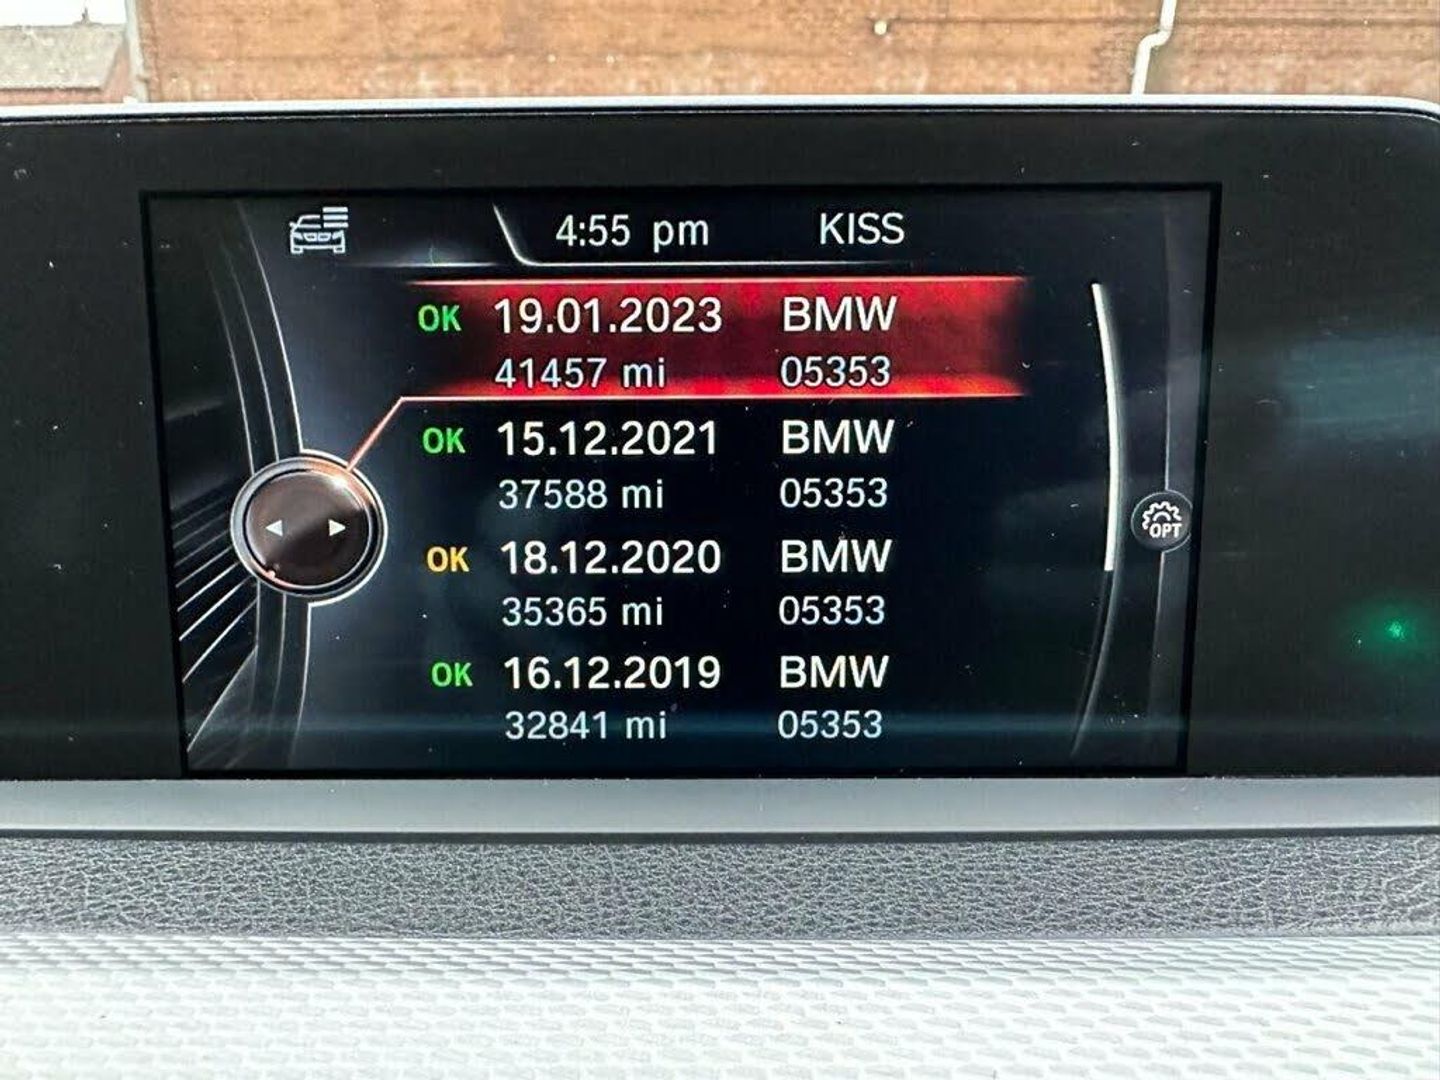 4:55 pm KISS
OK 19.01.2023 BMW
41457 mi 05353
OK 15.12.2021 BMW
37588 mi 05353
OK 18.12.2020 BMW
35365 mi 05353
OPT
OK 16.12.2019 BMW
32841 mi 05353